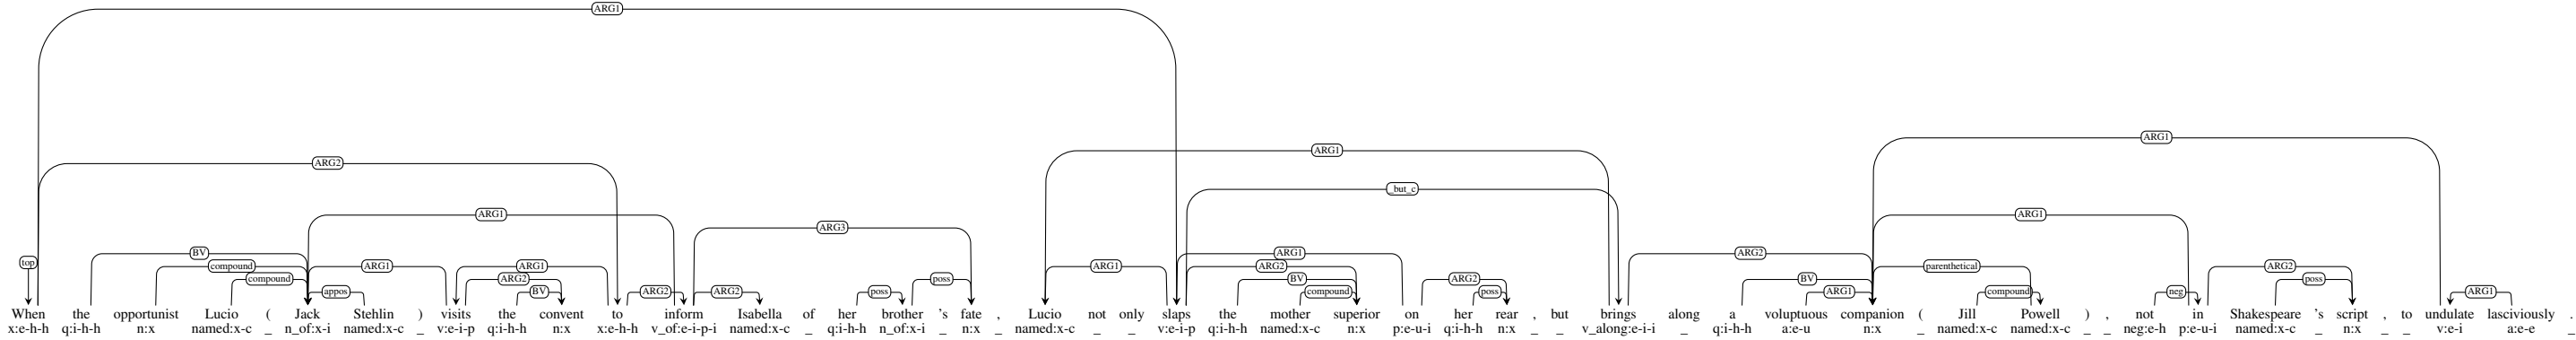 ARG1
ARG1
ARG1
ARG2
ARG1
_but_c
ARG1
ARG1
ARG3
BV
ARG1
ARG2
top
compound
ARG1
ARG1
ARG2
parenthetical
ARG2
compound
ARG2
poss
BV
BV
poss
appos
BV
ARG2
ARG2
poss
ARG1
compound
poss
ARG1
compound
neg
ARG1
When the opportunist Lucio ( Jack Stehlin ) visits the convent to inform Isabella of her brother 's fate , Lucio not only slaps the mother superior on her rear , but brings along a voluptuous companion ( Jill Powell ) , not in Shakespeare 's script , to undulate lasciviously .
x:e-h-h q:i-h-h n:x named:x-c _ n_of:x-i named:x-c _ v:e-i-p q:i-h-h n:x x:e-h-h v_of:e-i-p-i named:x-c _ q:i-h-h n_of:x-i _ n:x _ named:x-c _ _ v:e-i-p q:i-h-h named:x-c n:x p:e-u-i q:i-h-h n:x _ _ v_along:e-i-i _ q:i-h-h a:e-u n:x _ named:x-c named:x-c _ _ neg:e-h p:e-u-i named:x-c _ n:x _ _ v:e-i a:e-e _